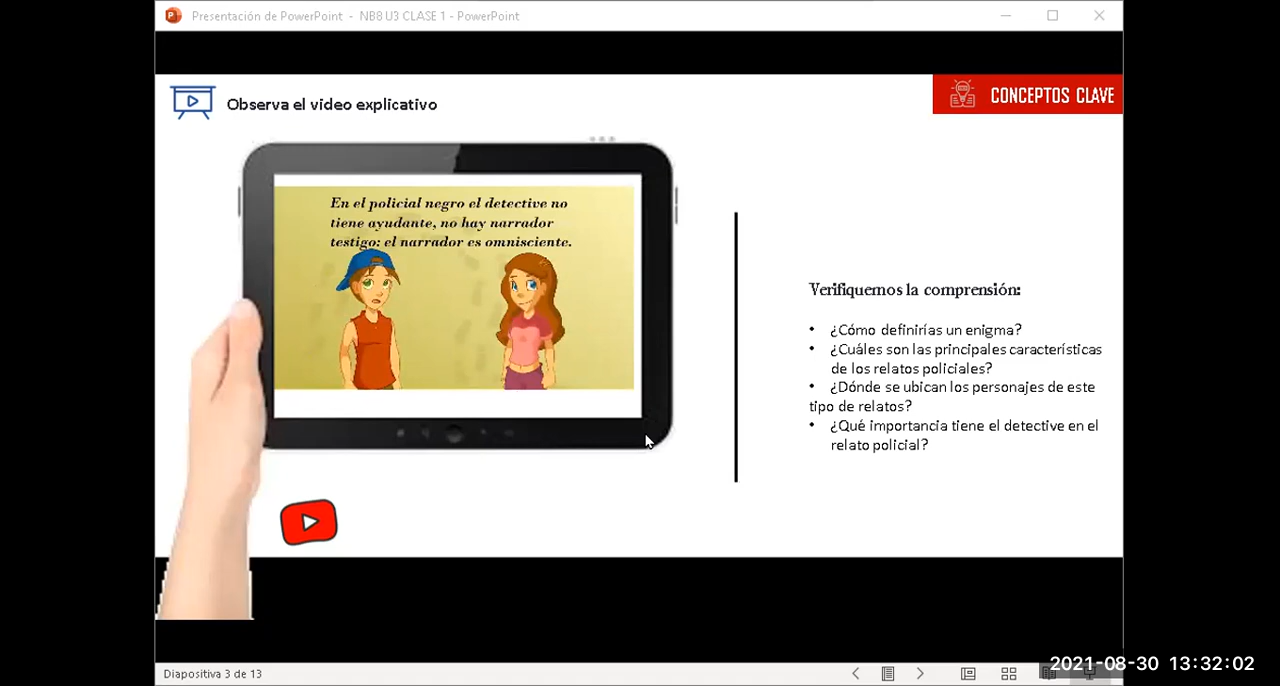 Presentación de PowerPoint - NB8 U3 CLASE 1 - PowerPoint
Observa el video explicativo
CONCEPTOS CLAVE
En el policial negro el detective no
tiene ayudante, no hay narrador
testigo: el narrador es omnisciente.
Verifiquemos la comprensión:
• ¿Cómo definirías un enigma?
• ¿Cuáles son las principales características
de los relatos policiales?
• ¿Dónde se ubican los personajes de este
tipo de relatos?
• ¿Qué importancia tiene el detective en el
relato policial?
Diapositiva 3 de 13
2021-08-30 13:32:02